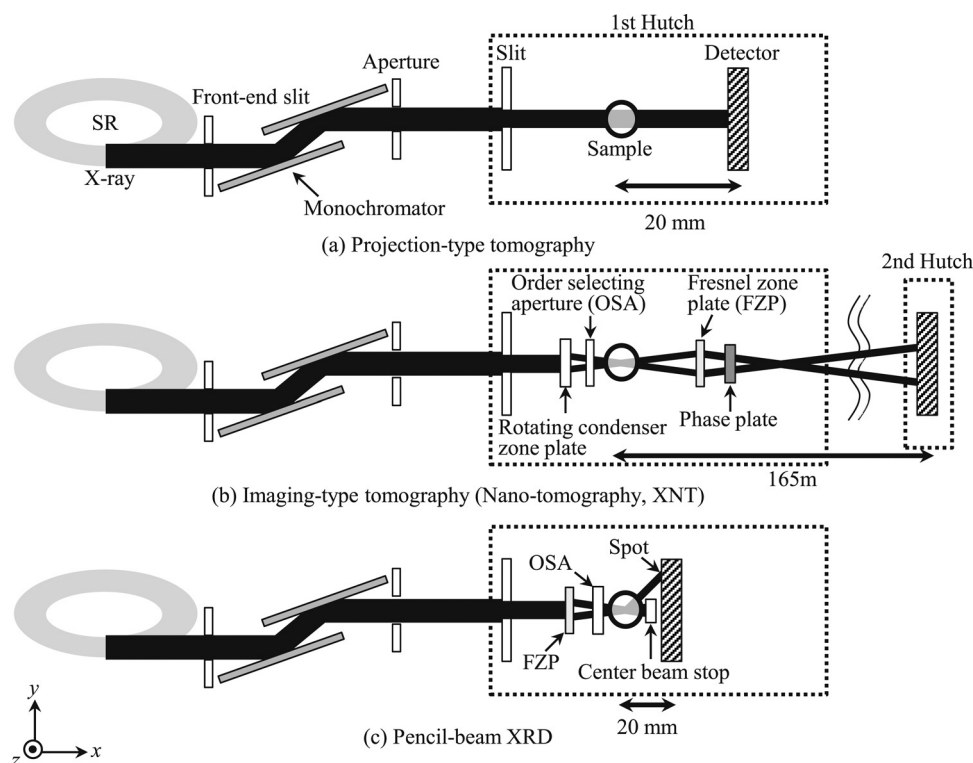 1st Hutch
Slit
Detector
Aperture
Front-end slit
SR
X-ray
Sample
Monochromator
20 mm
(a) Projection-type tomography
2nd Hutch
Order selecting
aperture (OSA)
Fresnel zone
plate (FZP)
Rotating condenser
zone plate
Phase plate
165m
(b) Imaging-type tomography (Nano-tomography, XNT)
Spot
OSA
FZP
Center beam stop
20 mm
(c) Pencil-beam XRD
y
z
x